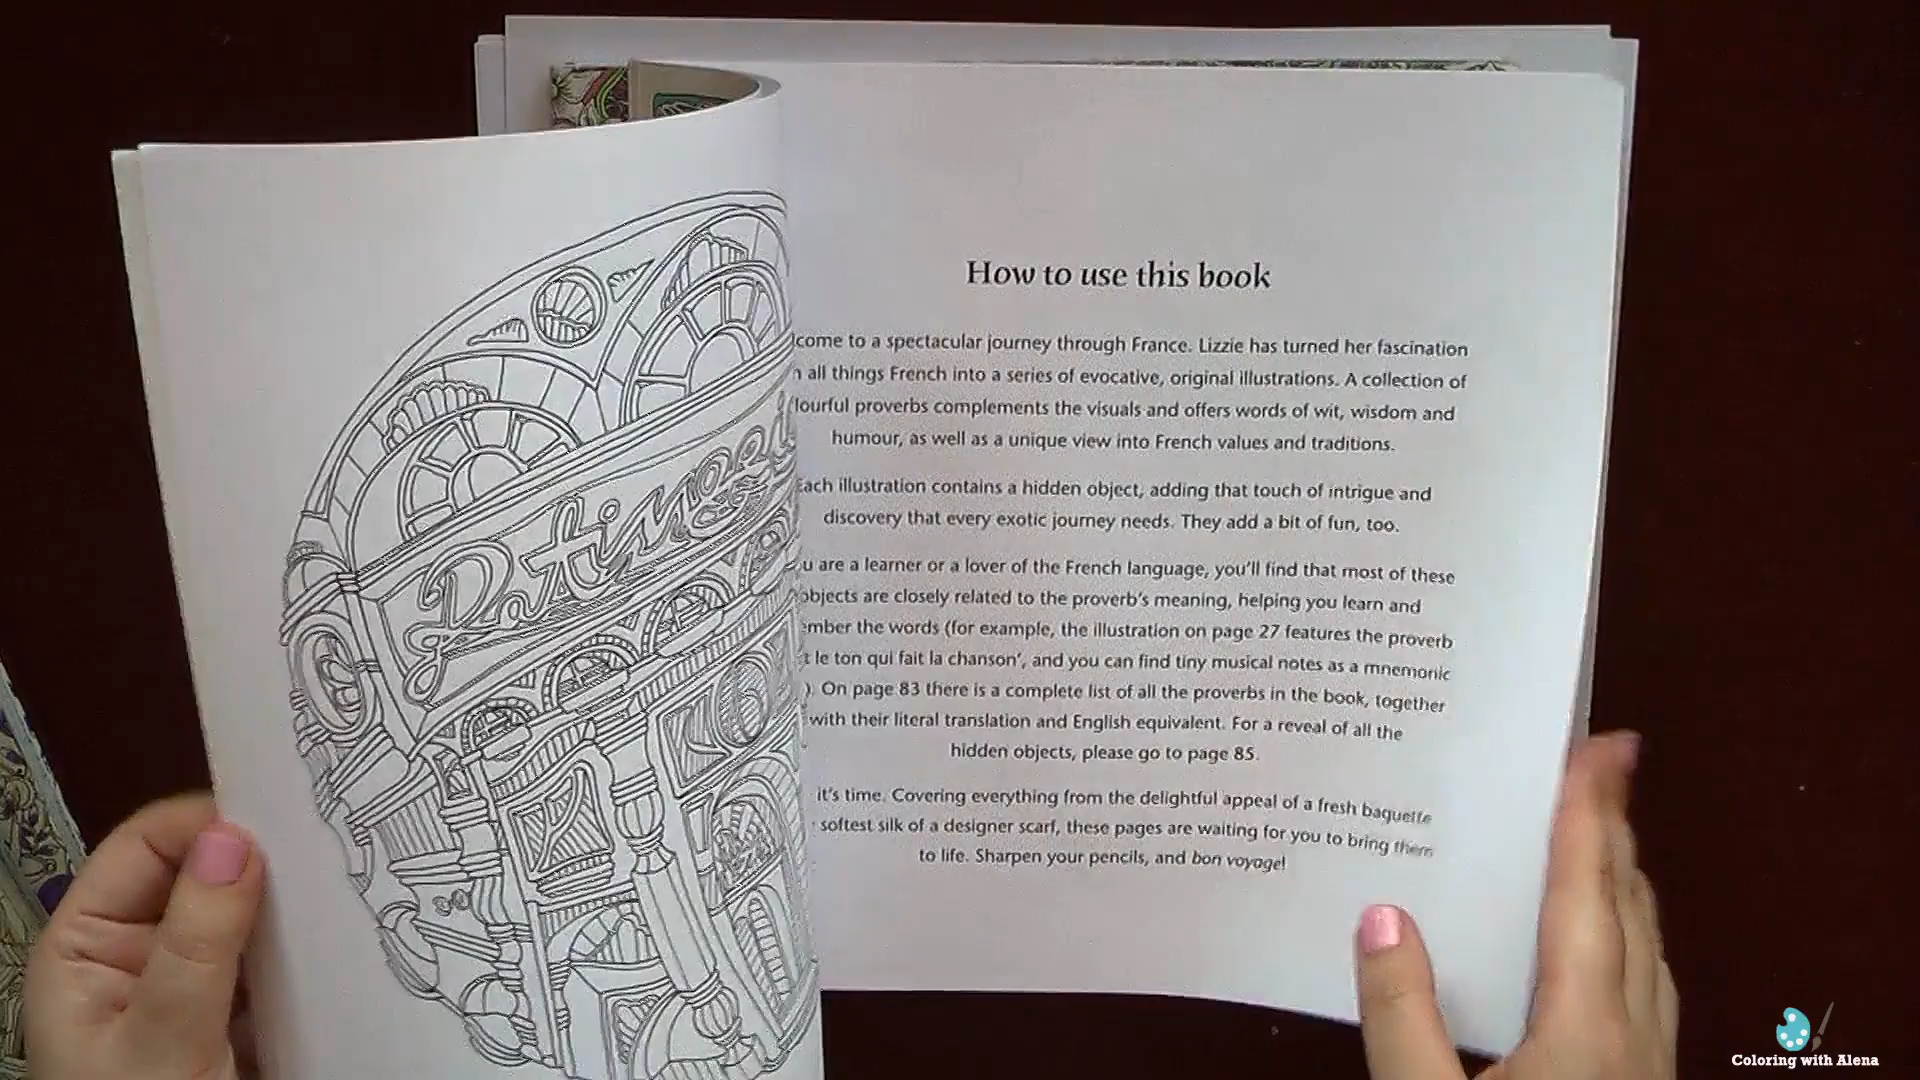 How to use this book
come to a spectacular journey through France. Lizzie has turned her fascination
all things French into a series of evocative, original illustrations. A collection of
lourful proverbs complements the visuals and offers words of wit, wisdom and
humour, as well as a unique view into French values and traditions.
Each illustration contains a hidden object, adding that touch of intrigue and
discovery that every exotic journey needs. They add a bit of fun, too.
u are a learner or a lover of the French language, you'll find that most of these
objects are closely related to the proverb's meaning, helping you learn and
mber the words (for example, the illustration on page 27 features the proverb
t le ton qui fait la chanson', and you can find tiny musical notes as a mnemonic
). On page 83 there is a complete list of all the proverbs in the book, together
with their literal translation and English equivalent. For a reveal of all the
hidden objects, please go to page 85.
it's time. Covering everything from the delightful appeal of a fresh baguette
softest silk of a designer scarf, these pages are waiting for you to bring them
to life. Sharpen your pencils, and bon voyage!
Coloring with Alena